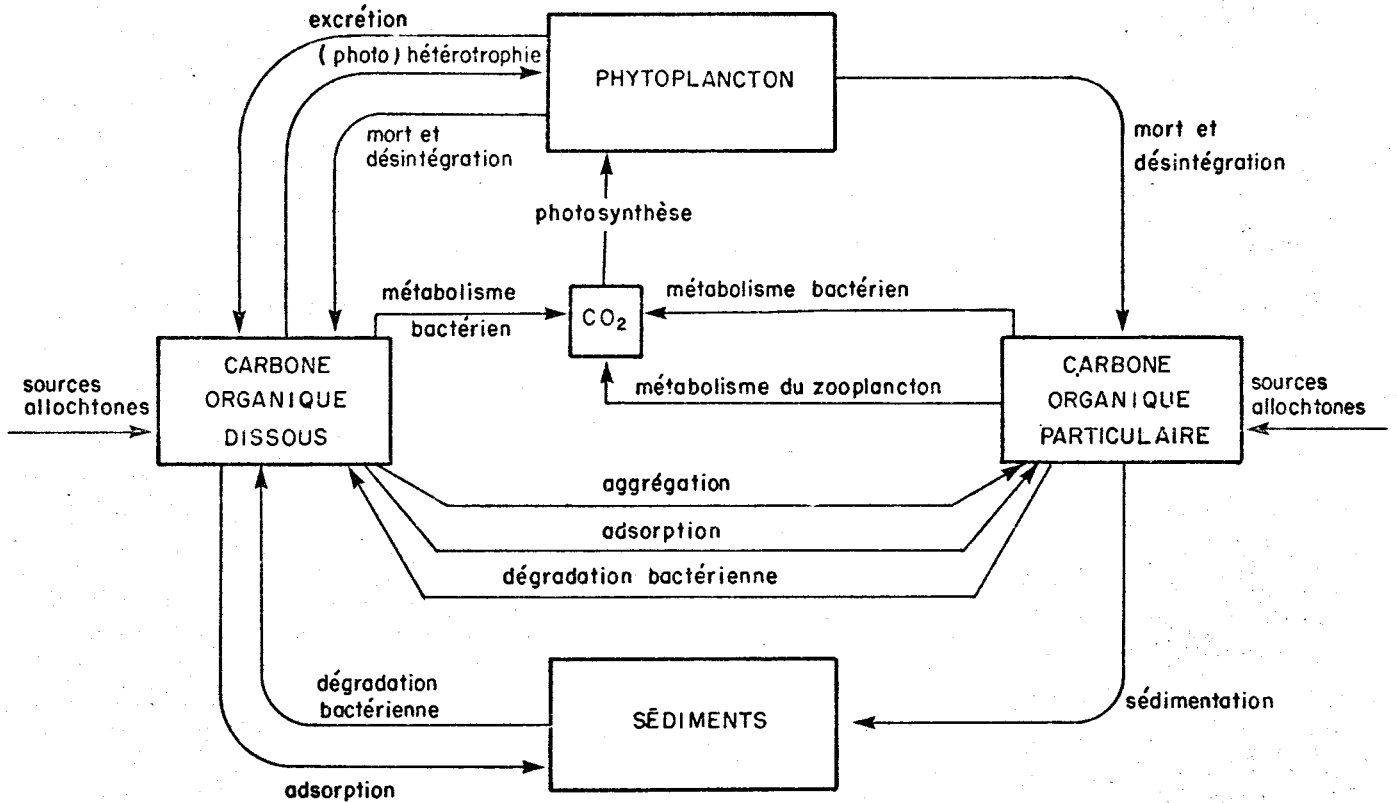 excrétion
(photo) hétérotrophie
PHYTOPLANCTON
mort et
désintégration
mort et
désintégration
photosynthèse
métabolisme
bactérien
CO₂
métabolisme bactérien
métabolisme du zooplancton
sources
allochtones
CARBONE
ORGANIQUE
DISSOUS
CARBONE
ORGANIQUE
PARTICULAIRE
sources
allochtones
aggrégation
adsorption
dégradation bactérienne
dégradation
bactérienne
SÉDIMENTS
sédimentation
adsorption